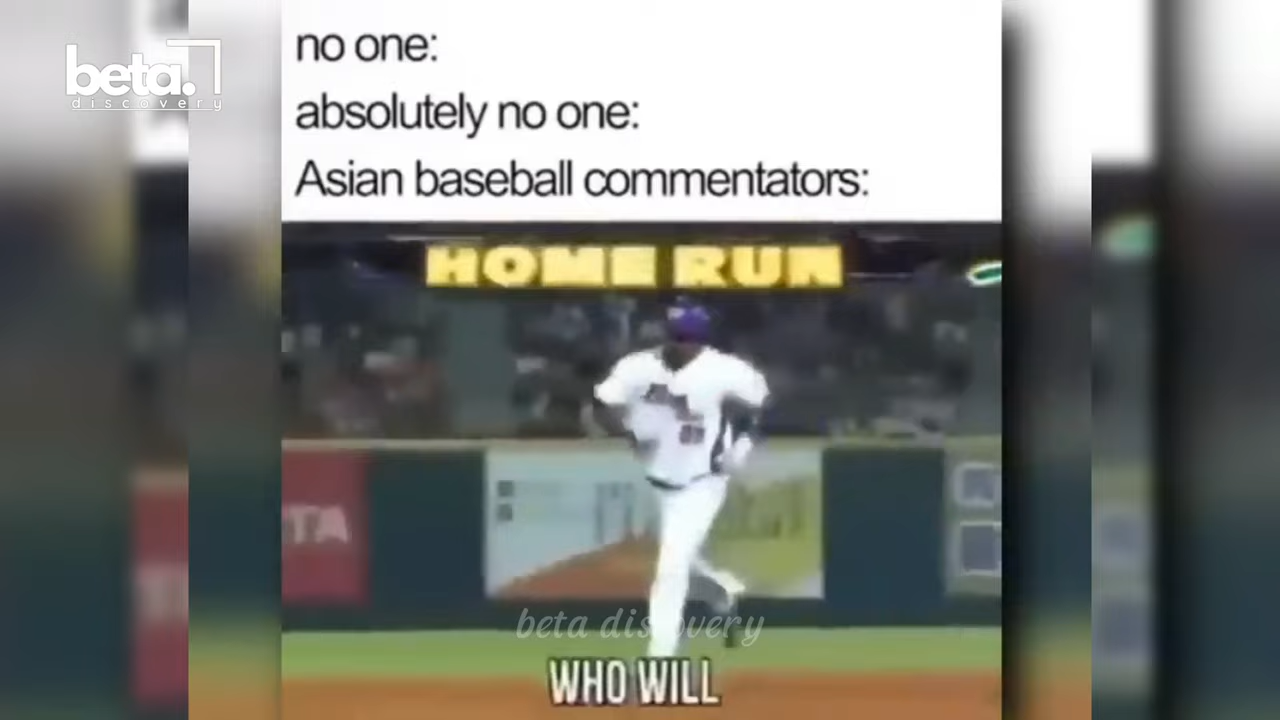 beta.
discovery
no one:
absolutely no one:
Asian baseball commentators:
HOME RUN
beta discovery
WHO WILL